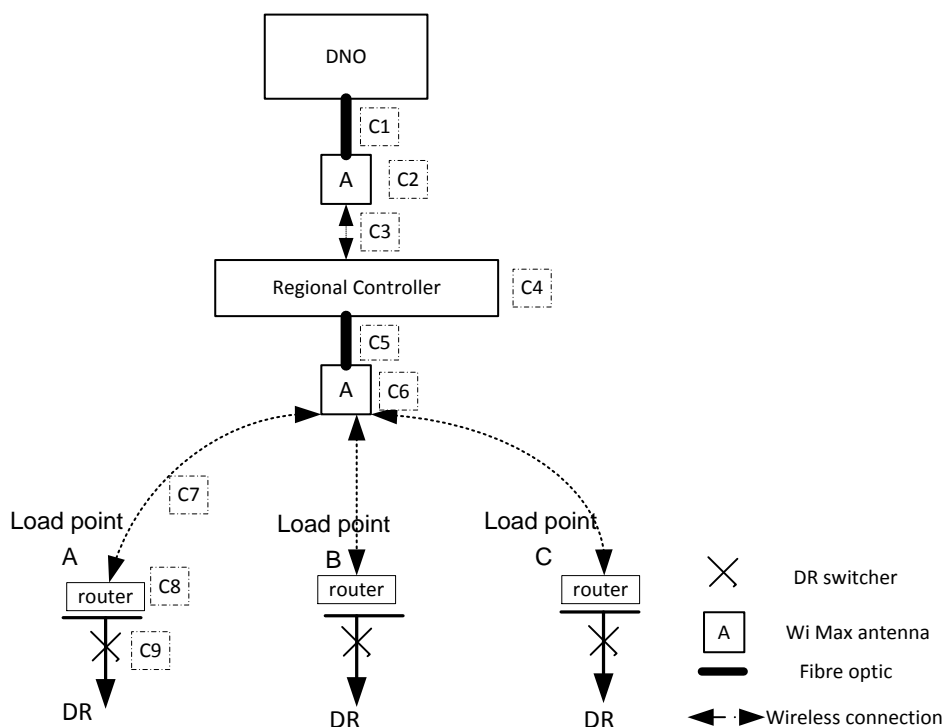 DNO
C1
A
C2
C3
Regional Controller
C4
C5
A
C6
C7
Load point
A
Load point
B
Load point
C
router
C8
router
router
C9
DR
DR
DR
DR switcher
A
Wi Max antenna
Fibre optic
Wireless connection